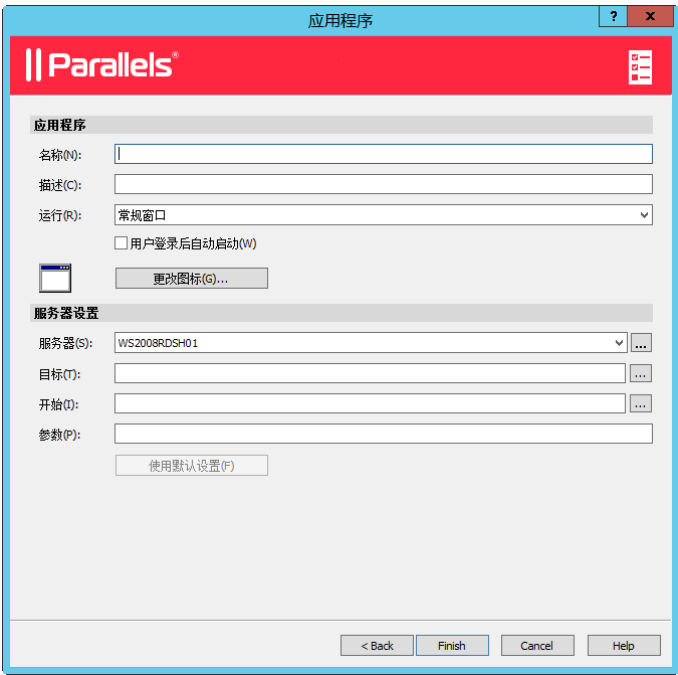 应用程序
? x
|| Parallels®
应用程序
名称(N):
描述(C):
运行(R): 常规窗口
用户登录后自动启动(W)
更改图标(G)...
服务器设置
服务器(S): WS2008RDSH01 ...
目标(T): ...
开始(I): ...
参数(P):
使用默认设置(F)
< Back Finish Cancel Help